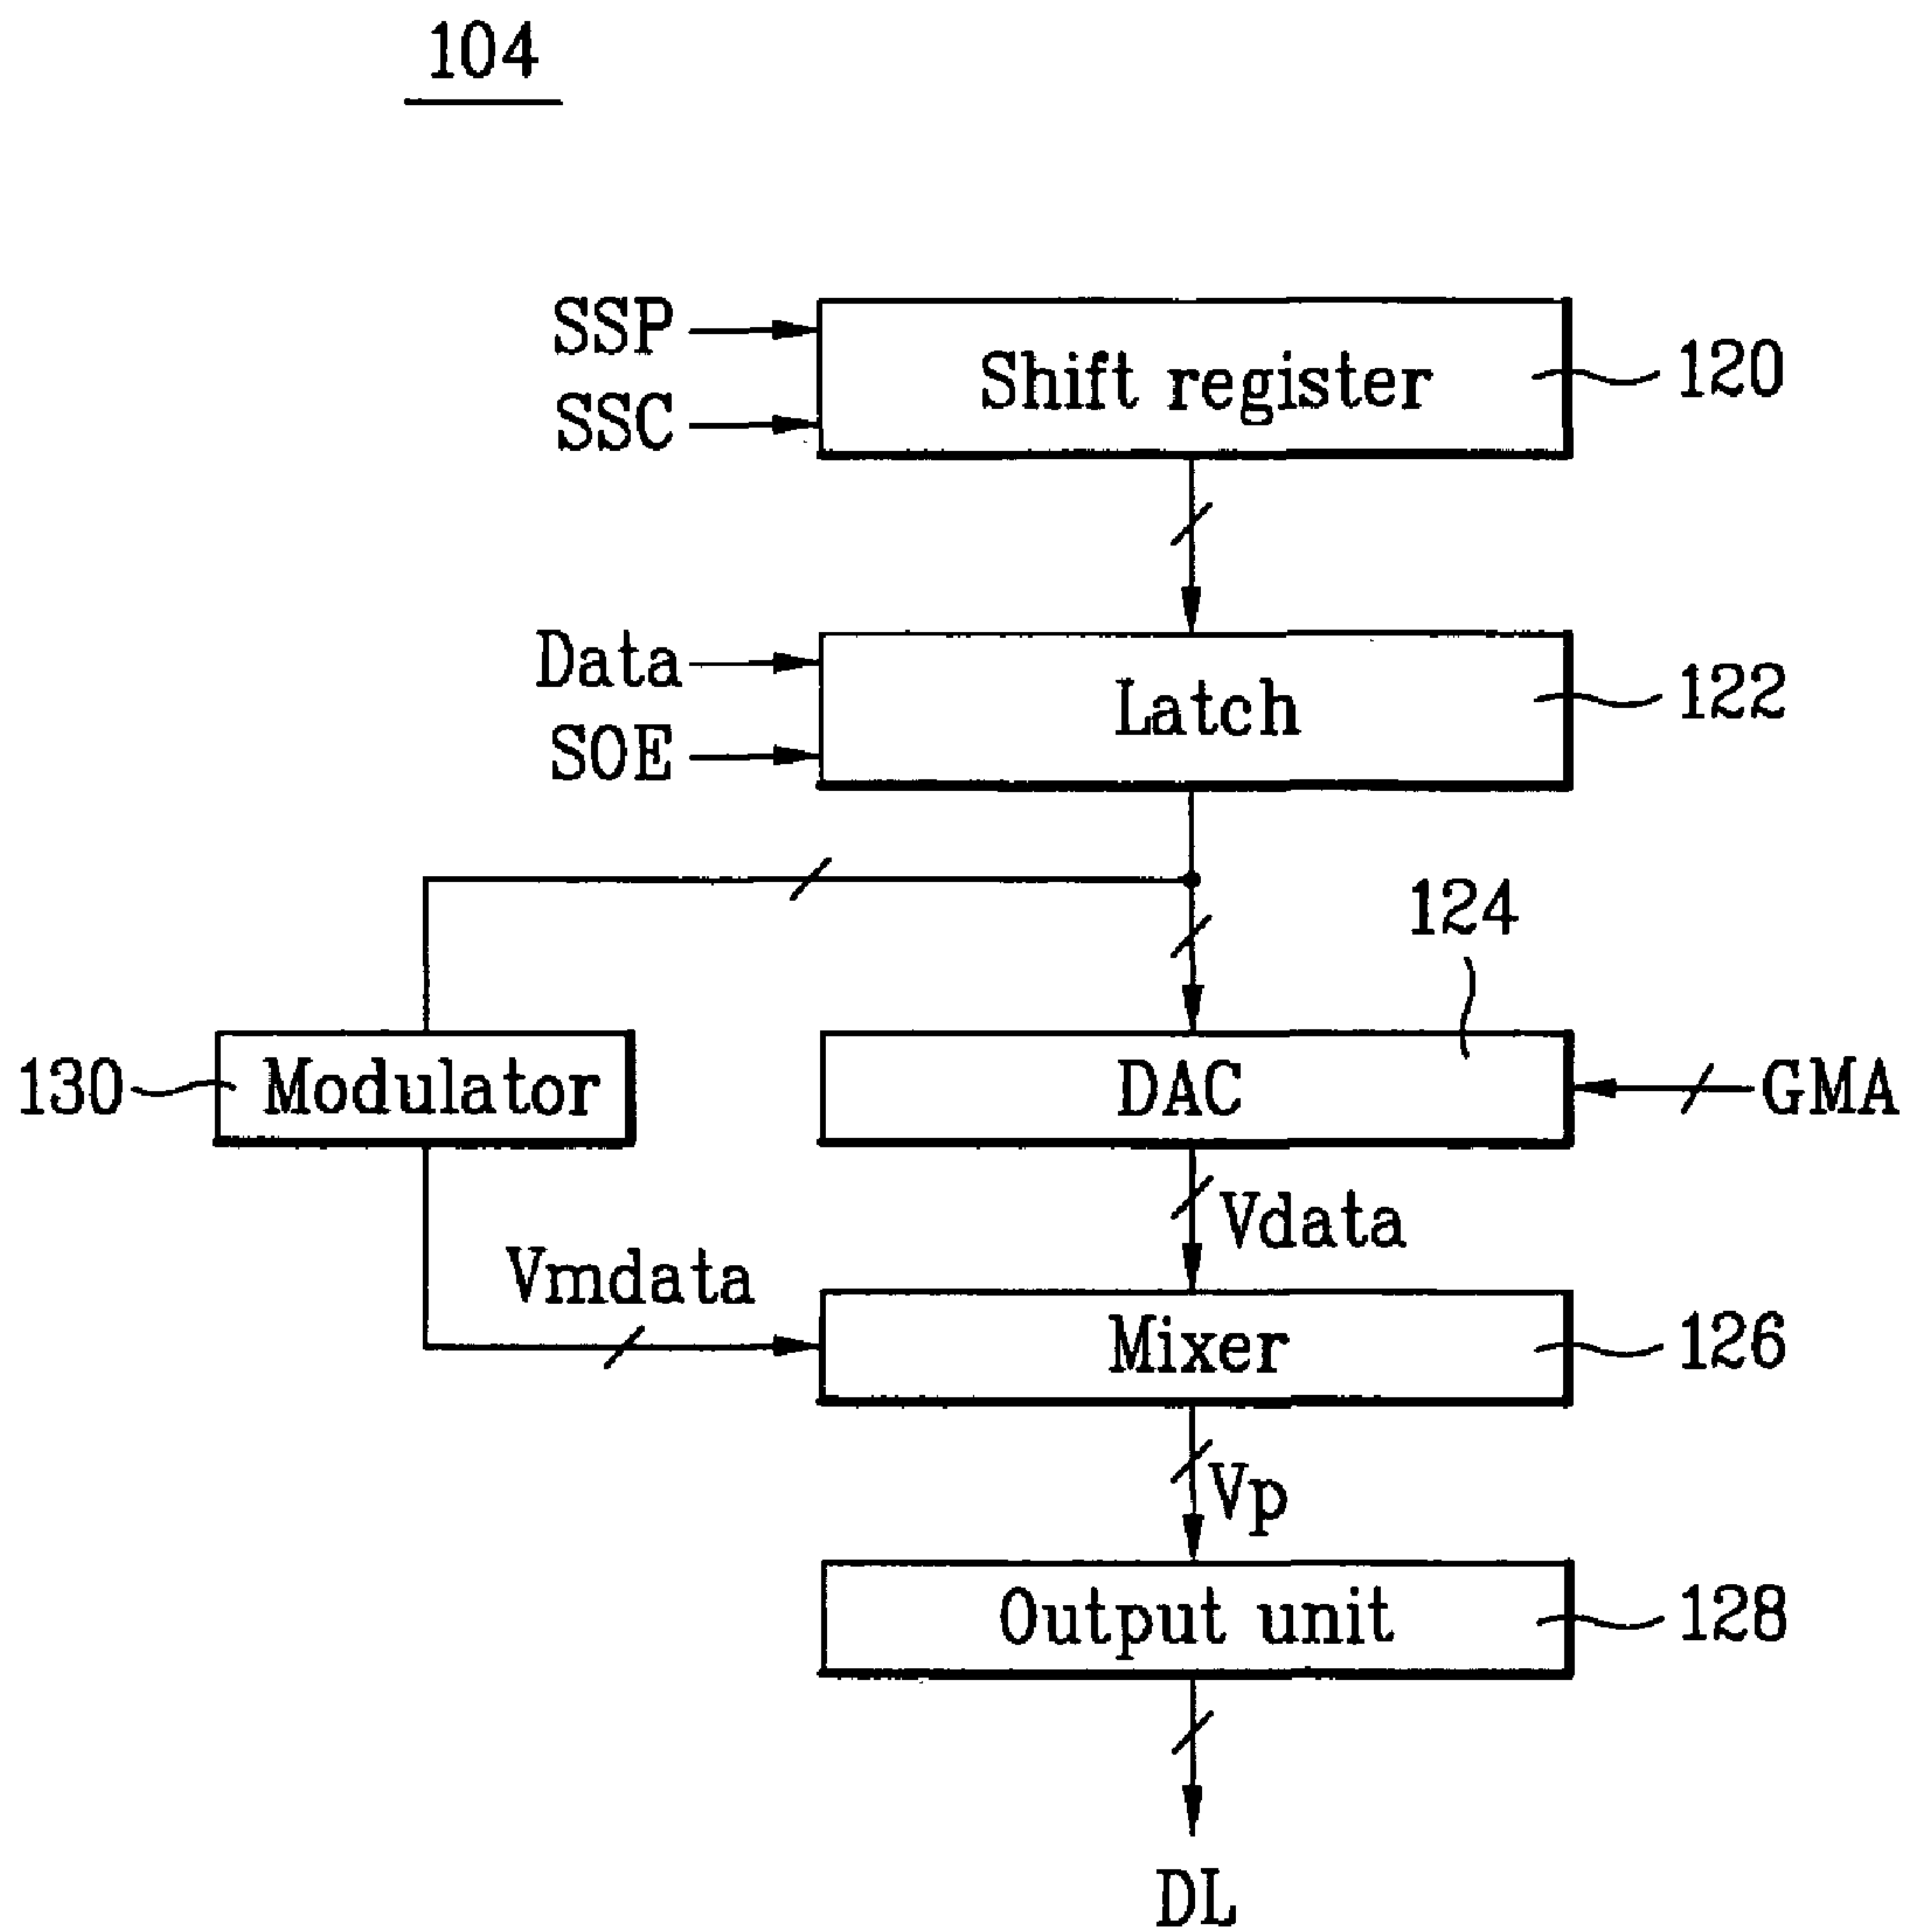 104
SSP
SSC
Shift register
120
Data
SOE
Latch
122
124
130
Modulator
DAC
GMA
Vdata
Vmdata
Mixer
126
Vp
Output unit
128
DL